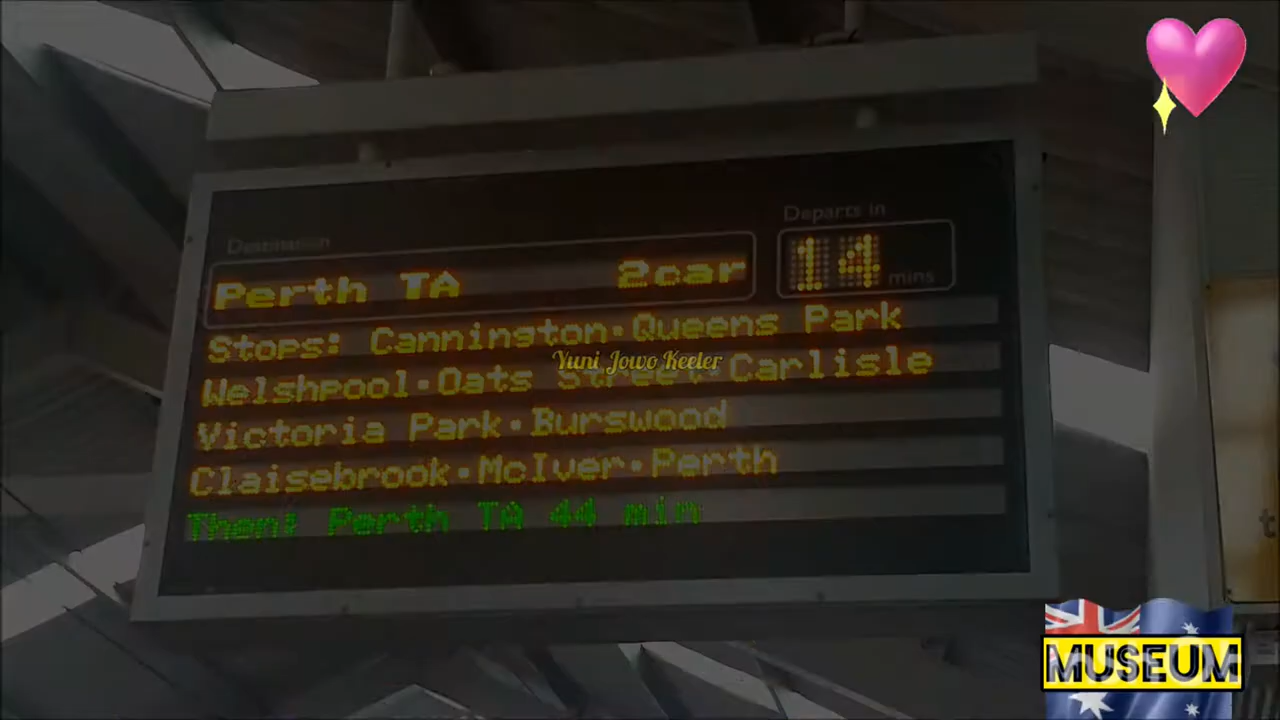 Destination
Departs in
Perth TA 2car
14 mins
Stops: Cannington·Queens Park
Welshpool·Oats Street·Carlisle
Yuni Jowo Keeler
Victoria Park·Burswood
Claisebrook·McIver·Perth
Then: Perth TA 44 min
MUSEUM